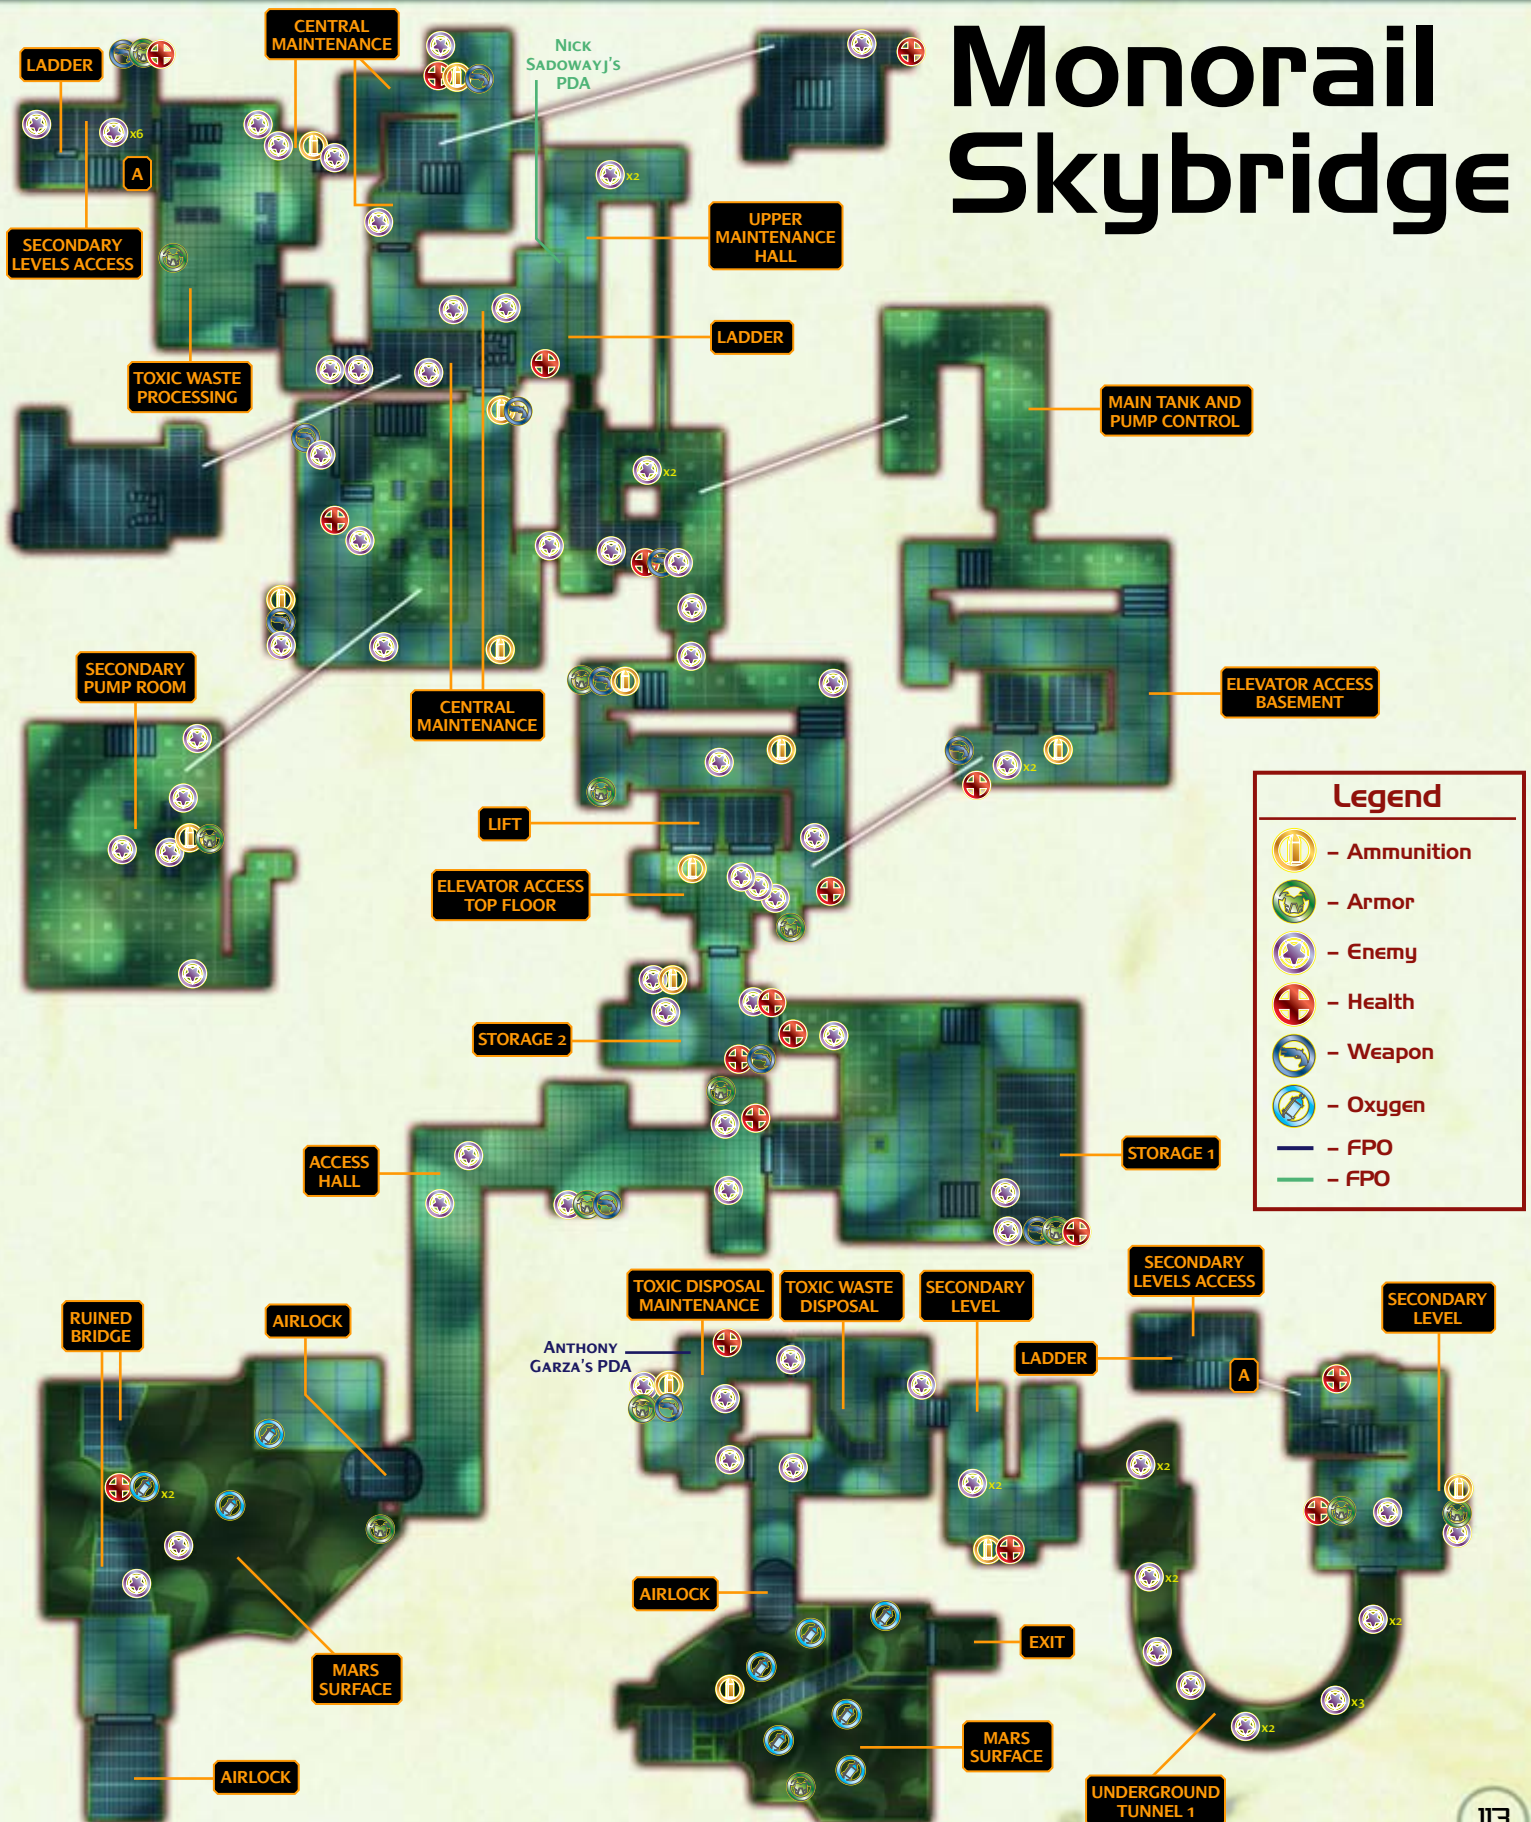 Monorail
Skybridge
LADDER
CENTRAL
MAINTENANCE
NICK
SADOWAYJ'S
PDA
x6
A
x2
SECONDARY
LEVELS ACCESS
UPPER
MAINTENANCE
HALL
LADDER
TOXIC WASTE
PROCESSING
MAIN TANK AND
PUMP CONTROL
x2
SECONDARY
PUMP ROOM
CENTRAL
MAINTENANCE
ELEVATOR ACCESS
BASEMENT
x2
LIFT
ELEVATOR ACCESS
TOP FLOOR
Legend
– Ammunition
– Armor
– Enemy
– Health
– Weapon
– Oxygen
– FPO
– FPO
STORAGE 2
ACCESS
HALL
STORAGE 1
RUINED
BRIDGE
AIRLOCK
TOXIC DISPOSAL
MAINTENANCE
TOXIC WASTE
DISPOSAL
SECONDARY
LEVEL
SECONDARY
LEVELS ACCESS
SECONDARY
LEVEL
ANTHONY
GARZA'S PDA
LADDER
A
x2
x2
x2
x2
x2
x3
x2
AIRLOCK
EXIT
MARS
SURFACE
MARS
SURFACE
AIRLOCK
UNDERGROUND
TUNNEL 1
113